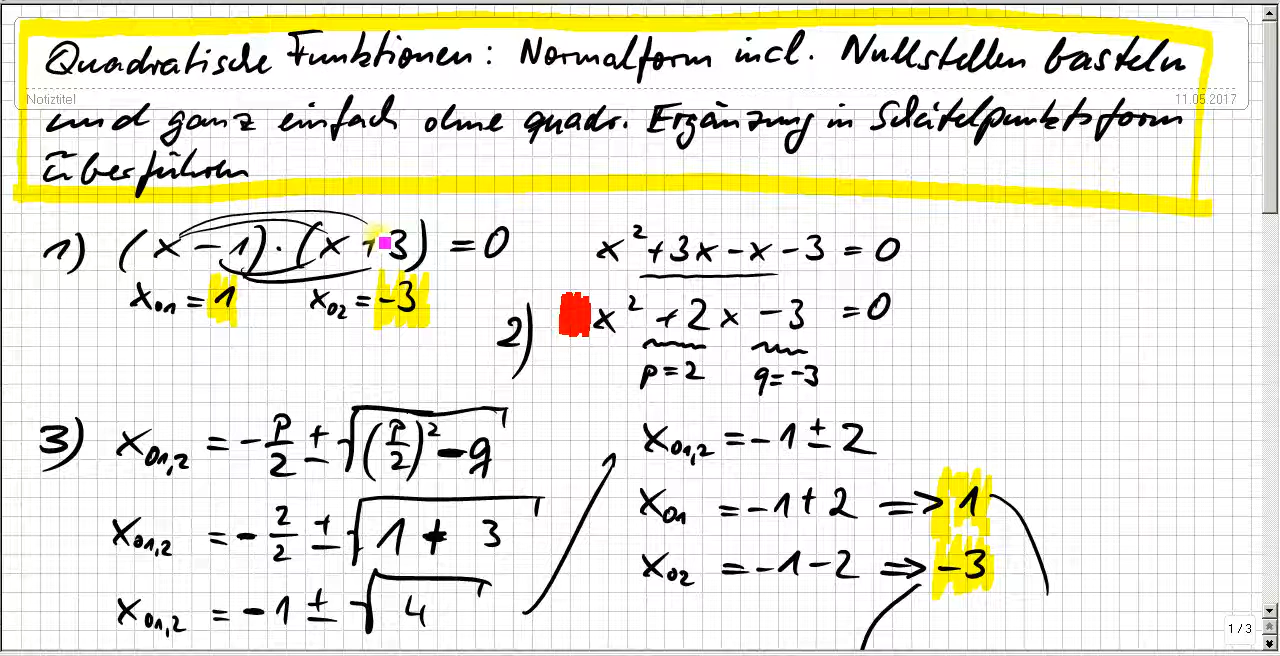 Quadratische Funktionen: Normalform incl. Nullstellen basteln
Notiztitel
11.05.2017
und ganz einfach ohne quadr. Ergänzung in Scheitelpunktsform
überführen
1) (x - 1) · (x + 3) = 0
x₀₁ = 1 x₀₂ = -3
x² + 3x - x - 3 = 0
2) x² + 2x - 3 = 0
p = 2 q = -3
3) x₀₁,₂ = - p/2 ± √((p/2)² - q)
x₀₁,₂ = - 2/2 ± √(1 + 3)
x₀₁,₂ = -1 ± √4
x₀₁,₂ = -1 ± 2
x₀₁ = -1 + 2 => 1
x₀₂ = -1 - 2 => -3
1 / 3